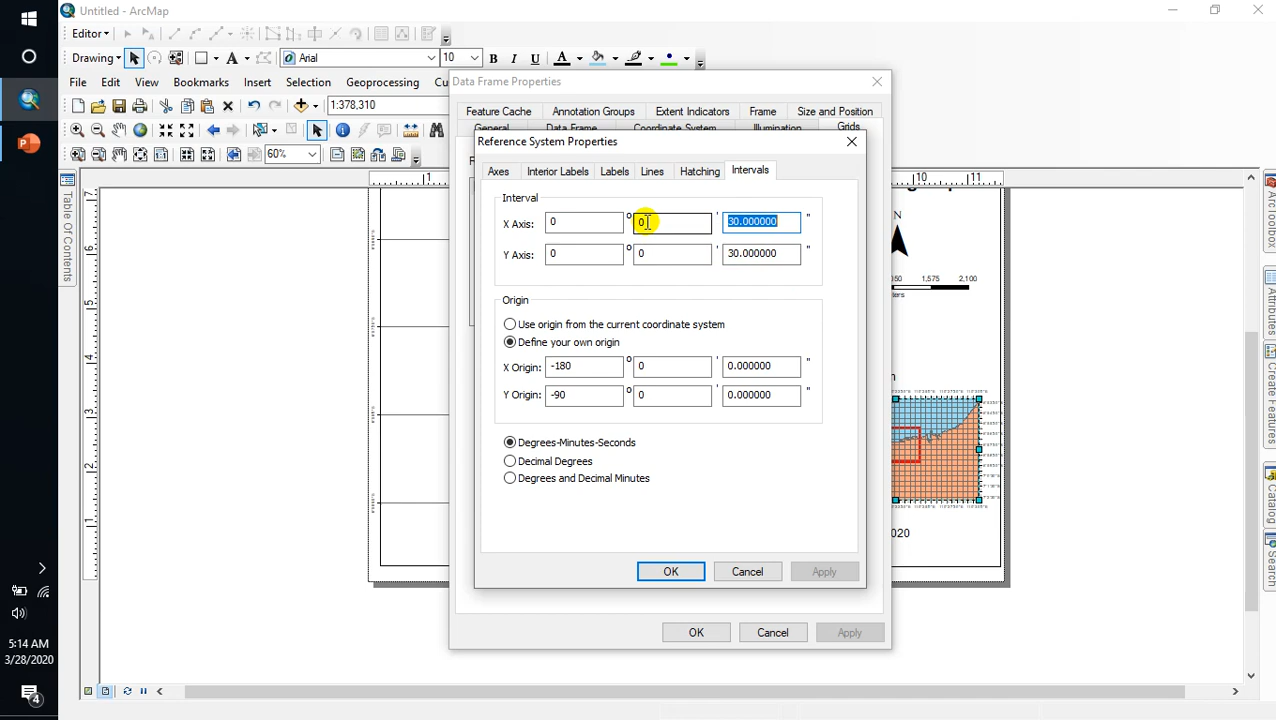 Untitled - ArcMap
Editor
Drawing
Arial
10
B I U A
File Edit View Bookmarks Insert Selection Geoprocessing Cu
1:378,310
60%
Table Of Contents
Data Frame Properties
Feature Cache Annotation Groups Extent Indicators Frame Size and Position
General Data Frame Coordinate System Illumination Grids
Reference System Properties
Axes Interior Labels Labels Lines Hatching Intervals
Interval
X Axis: 0 ° 0 ' 30.000000 "
Y Axis: 0 ° 0 ' 30.000000 "
Origin
Use origin from the current coordinate system
Define your own origin
X Origin: -180 ° 0 ' 0.000000 "
Y Origin: -90 ° 0 ' 0.000000 "
Degrees-Minutes-Seconds
Decimal Degrees
Degrees and Decimal Minutes
OK Cancel Apply
OK Cancel Apply
10 11
N
050 1,575 2,100
ters
020
ArcToolbox
Attributes
Create Features
Catalog
Search
5:14 AM
3/28/2020
4